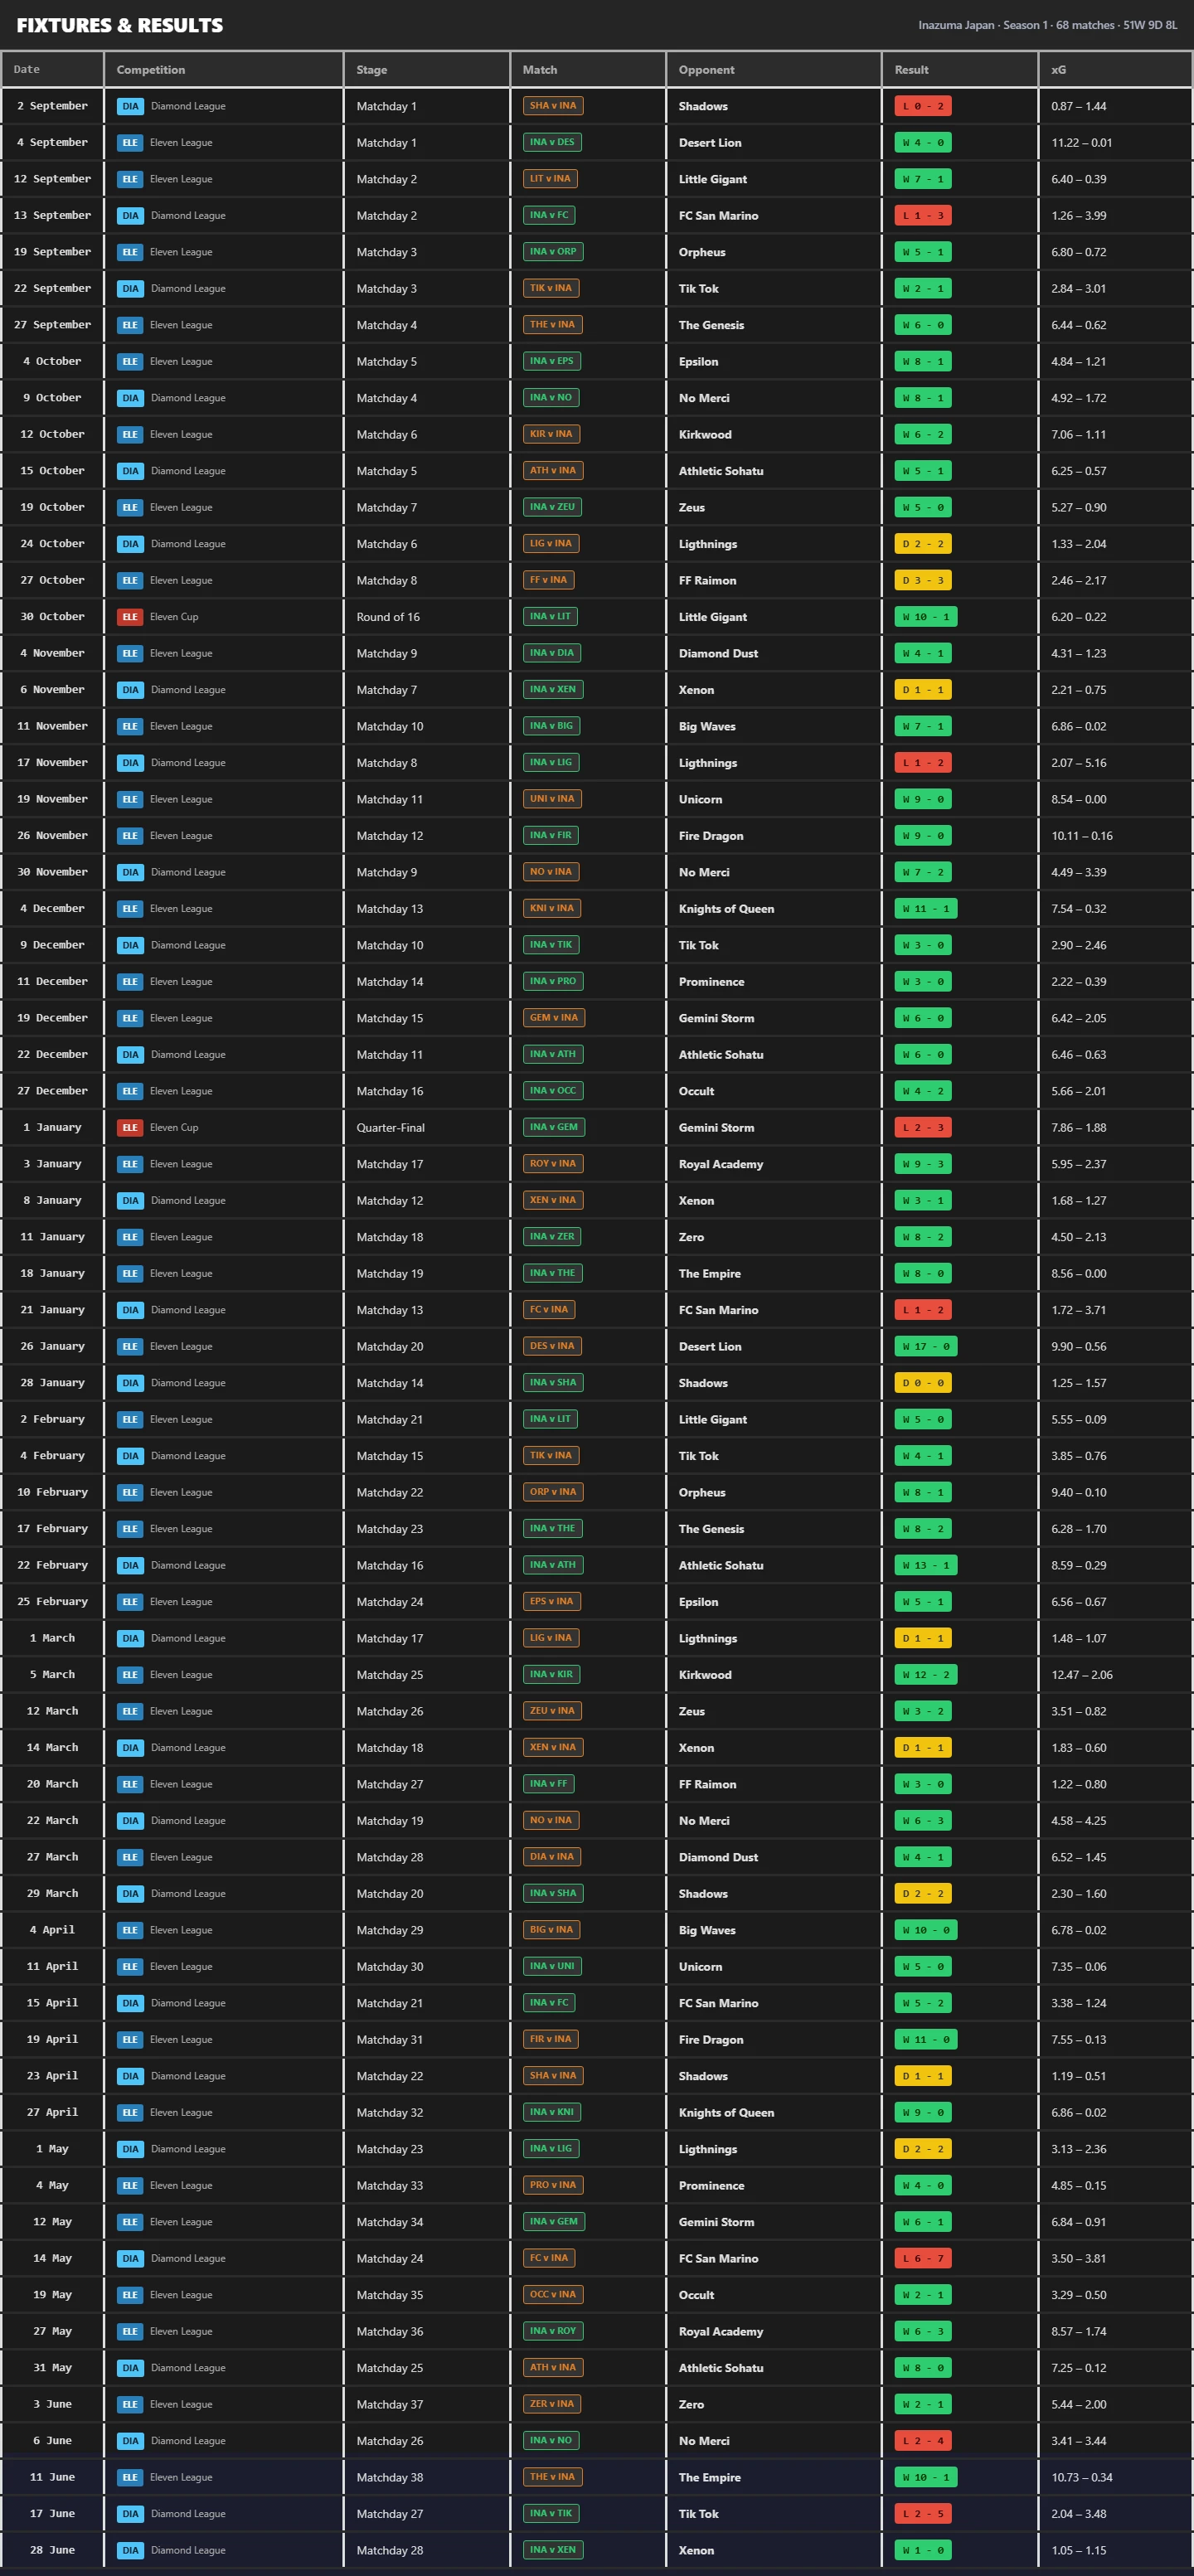 FIXTURES & RESULTS Inazuma Japan · Season 1 · 68 matches · 51W 9D 8L
Date Competition Stage Match Opponent Result xG
2 September DIA Diamond League Matchday 1 SHA v INA Shadows L 0 - 2 0.87 – 1.44
4 September ELE Eleven League Matchday 1 INA v DES Desert Lion W 4 - 0 11.22 – 0.01
12 September ELE Eleven League Matchday 2 LIT v INA Little Gigant W 7 - 1 6.40 – 0.39
13 September DIA Diamond League Matchday 2 INA v FC FC San Marino L 1 - 3 1.26 – 3.99
19 September ELE Eleven League Matchday 3 INA v ORP Orpheus W 5 - 1 6.80 – 0.72
22 September DIA Diamond League Matchday 3 TIK v INA Tik Tok W 2 - 1 2.84 – 3.01
27 September ELE Eleven League Matchday 4 THE v INA The Genesis W 6 - 0 6.44 – 0.62
4 October ELE Eleven League Matchday 5 INA v EPS Epsilon W 8 - 1 4.84 – 1.21
9 October DIA Diamond League Matchday 4 INA v NO No Merci W 8 - 1 4.92 – 1.72
12 October ELE Eleven League Matchday 6 KIR v INA Kirkwood W 6 - 2 7.06 – 1.11
15 October DIA Diamond League Matchday 5 ATH v INA Athletic Sohatu W 5 - 1 6.25 – 0.57
19 October ELE Eleven League Matchday 7 INA v ZEU Zeus W 5 - 0 5.27 – 0.90
24 October DIA Diamond League Matchday 6 LIG v INA Ligthnings D 2 - 2 1.33 – 2.04
27 October ELE Eleven League Matchday 8 FF v INA FF Raimon D 3 - 3 2.46 – 2.17
30 October ELE Eleven Cup Round of 16 INA v LIT Little Gigant W 10 - 1 6.20 – 0.22
4 November ELE Eleven League Matchday 9 INA v DIA Diamond Dust W 4 - 1 4.31 – 1.23
6 November DIA Diamond League Matchday 7 INA v XEN Xenon D 1 - 1 2.21 – 0.75
11 November ELE Eleven League Matchday 10 INA v BIG Big Waves W 7 - 1 6.86 – 0.02
17 November DIA Diamond League Matchday 8 INA v LIG Ligthnings L 1 - 2 2.07 – 5.16
19 November ELE Eleven League Matchday 11 UNI v INA Unicorn W 9 - 0 8.54 – 0.00
26 November ELE Eleven League Matchday 12 INA v FIR Fire Dragon W 9 - 0 10.11 – 0.16
30 November DIA Diamond League Matchday 9 NO v INA No Merci W 7 - 2 4.49 – 3.39
4 December ELE Eleven League Matchday 13 KNI v INA Knights of Queen W 11 - 1 7.54 – 0.32
9 December DIA Diamond League Matchday 10 INA v TIK Tik Tok W 3 - 0 2.90 – 2.46
11 December ELE Eleven League Matchday 14 INA v PRO Prominence W 3 - 0 2.22 – 0.39
19 December ELE Eleven League Matchday 15 GEM v INA Gemini Storm W 6 - 0 6.42 – 2.05
22 December DIA Diamond League Matchday 11 INA v ATH Athletic Sohatu W 6 - 0 6.46 – 0.63
27 December ELE Eleven League Matchday 16 INA v OCC Occult W 4 - 2 5.66 – 2.01
1 January ELE Eleven Cup Quarter-Final INA v GEM Gemini Storm L 2 - 3 7.86 – 1.88
3 January ELE Eleven League Matchday 17 ROY v INA Royal Academy W 9 - 3 5.95 – 2.37
8 January DIA Diamond League Matchday 12 XEN v INA Xenon W 3 - 1 1.68 – 1.27
11 January ELE Eleven League Matchday 18 INA v ZER Zero W 8 - 2 4.50 – 2.13
18 January ELE Eleven League Matchday 19 INA v THE The Empire W 8 - 0 8.56 – 0.00
21 January DIA Diamond League Matchday 13 FC v INA FC San Marino L 1 - 2 1.72 – 3.71
26 January ELE Eleven League Matchday 20 DES v INA Desert Lion W 17 - 0 9.90 – 0.56
28 January DIA Diamond League Matchday 14 INA v SHA Shadows D 0 - 0 1.25 – 1.57
2 February ELE Eleven League Matchday 21 INA v LIT Little Gigant W 5 - 0 5.55 – 0.09
4 February DIA Diamond League Matchday 15 TIK v INA Tik Tok W 4 - 1 3.85 – 0.76
10 February ELE Eleven League Matchday 22 ORP v INA Orpheus W 8 - 1 9.40 – 0.10
17 February ELE Eleven League Matchday 23 INA v THE The Genesis W 8 - 2 6.28 – 1.70
22 February DIA Diamond League Matchday 16 INA v ATH Athletic Sohatu W 13 - 1 8.59 – 0.29
25 February ELE Eleven League Matchday 24 EPS v INA Epsilon W 5 - 1 6.56 – 0.67
1 March DIA Diamond League Matchday 17 LIG v INA Ligthnings D 1 - 1 1.48 – 1.07
5 March ELE Eleven League Matchday 25 INA v KIR Kirkwood W 12 - 2 12.47 – 2.06
12 March ELE Eleven League Matchday 26 ZEU v INA Zeus W 3 - 2 3.51 – 0.82
14 March DIA Diamond League Matchday 18 XEN v INA Xenon D 1 - 1 1.83 – 0.60
20 March ELE Eleven League Matchday 27 INA v FF FF Raimon W 3 - 0 1.22 – 0.80
22 March DIA Diamond League Matchday 19 NO v INA No Merci W 6 - 3 4.58 – 4.25
27 March ELE Eleven League Matchday 28 DIA v INA Diamond Dust W 4 - 1 6.52 – 1.45
29 March DIA Diamond League Matchday 20 INA v SHA Shadows D 2 - 2 2.30 – 1.60
4 April ELE Eleven League Matchday 29 BIG v INA Big Waves W 10 - 0 6.78 – 0.02
11 April ELE Eleven League Matchday 30 INA v UNI Unicorn W 5 - 0 7.35 – 0.06
15 April DIA Diamond League Matchday 21 INA v FC FC San Marino W 5 - 2 3.38 – 1.24
19 April ELE Eleven League Matchday 31 FIR v INA Fire Dragon W 11 - 0 7.55 – 0.13
23 April DIA Diamond League Matchday 22 SHA v INA Shadows D 1 - 1 1.19 – 0.51
27 April ELE Eleven League Matchday 32 INA v KNI Knights of Queen W 9 - 0 6.86 – 0.02
1 May DIA Diamond League Matchday 23 INA v LIG Ligthnings D 2 - 2 3.13 – 2.36
4 May ELE Eleven League Matchday 33 PRO v INA Prominence W 4 - 0 4.85 – 0.15
12 May ELE Eleven League Matchday 34 INA v GEM Gemini Storm W 6 - 1 6.84 – 0.91
14 May DIA Diamond League Matchday 24 FC v INA FC San Marino L 6 - 7 3.50 – 3.81
19 May ELE Eleven League Matchday 35 OCC v INA Occult W 2 - 1 3.29 – 0.50
27 May ELE Eleven League Matchday 36 INA v ROY Royal Academy W 6 - 3 8.57 – 1.74
31 May DIA Diamond League Matchday 25 ATH v INA Athletic Sohatu W 8 - 0 7.25 – 0.12
3 June ELE Eleven League Matchday 37 ZER v INA Zero W 2 - 1 5.44 – 2.00
6 June DIA Diamond League Matchday 26 INA v NO No Merci L 2 - 4 3.41 – 3.44
11 June ELE Eleven League Matchday 38 THE v INA The Empire W 10 - 1 10.73 – 0.34
17 June DIA Diamond League Matchday 27 INA v TIK Tik Tok L 2 - 5 2.04 – 3.48
28 June DIA Diamond League Matchday 28 INA v XEN Xenon W 1 - 0 1.05 – 1.15